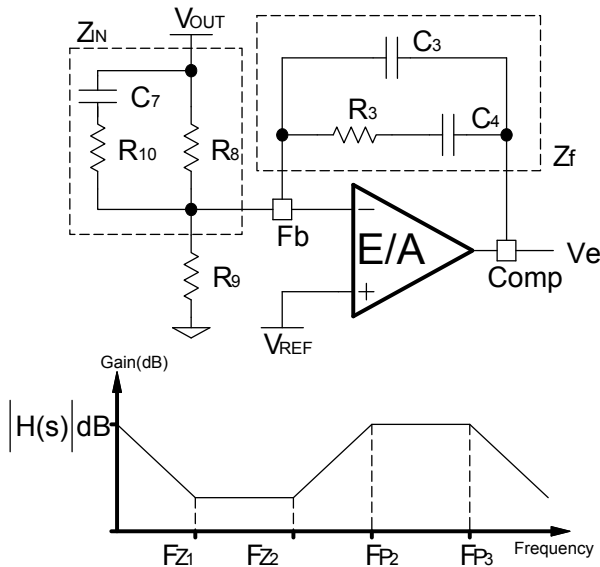 ZIN
VOUT
C7
R10
R8
C3
R3
C4
Zf
Fb
−
E/A
+
Comp
Ve
R9
VREF
Gain(dB)
|H(s)|dB
FZ1
FZ2
FP2
FP3
Frequency